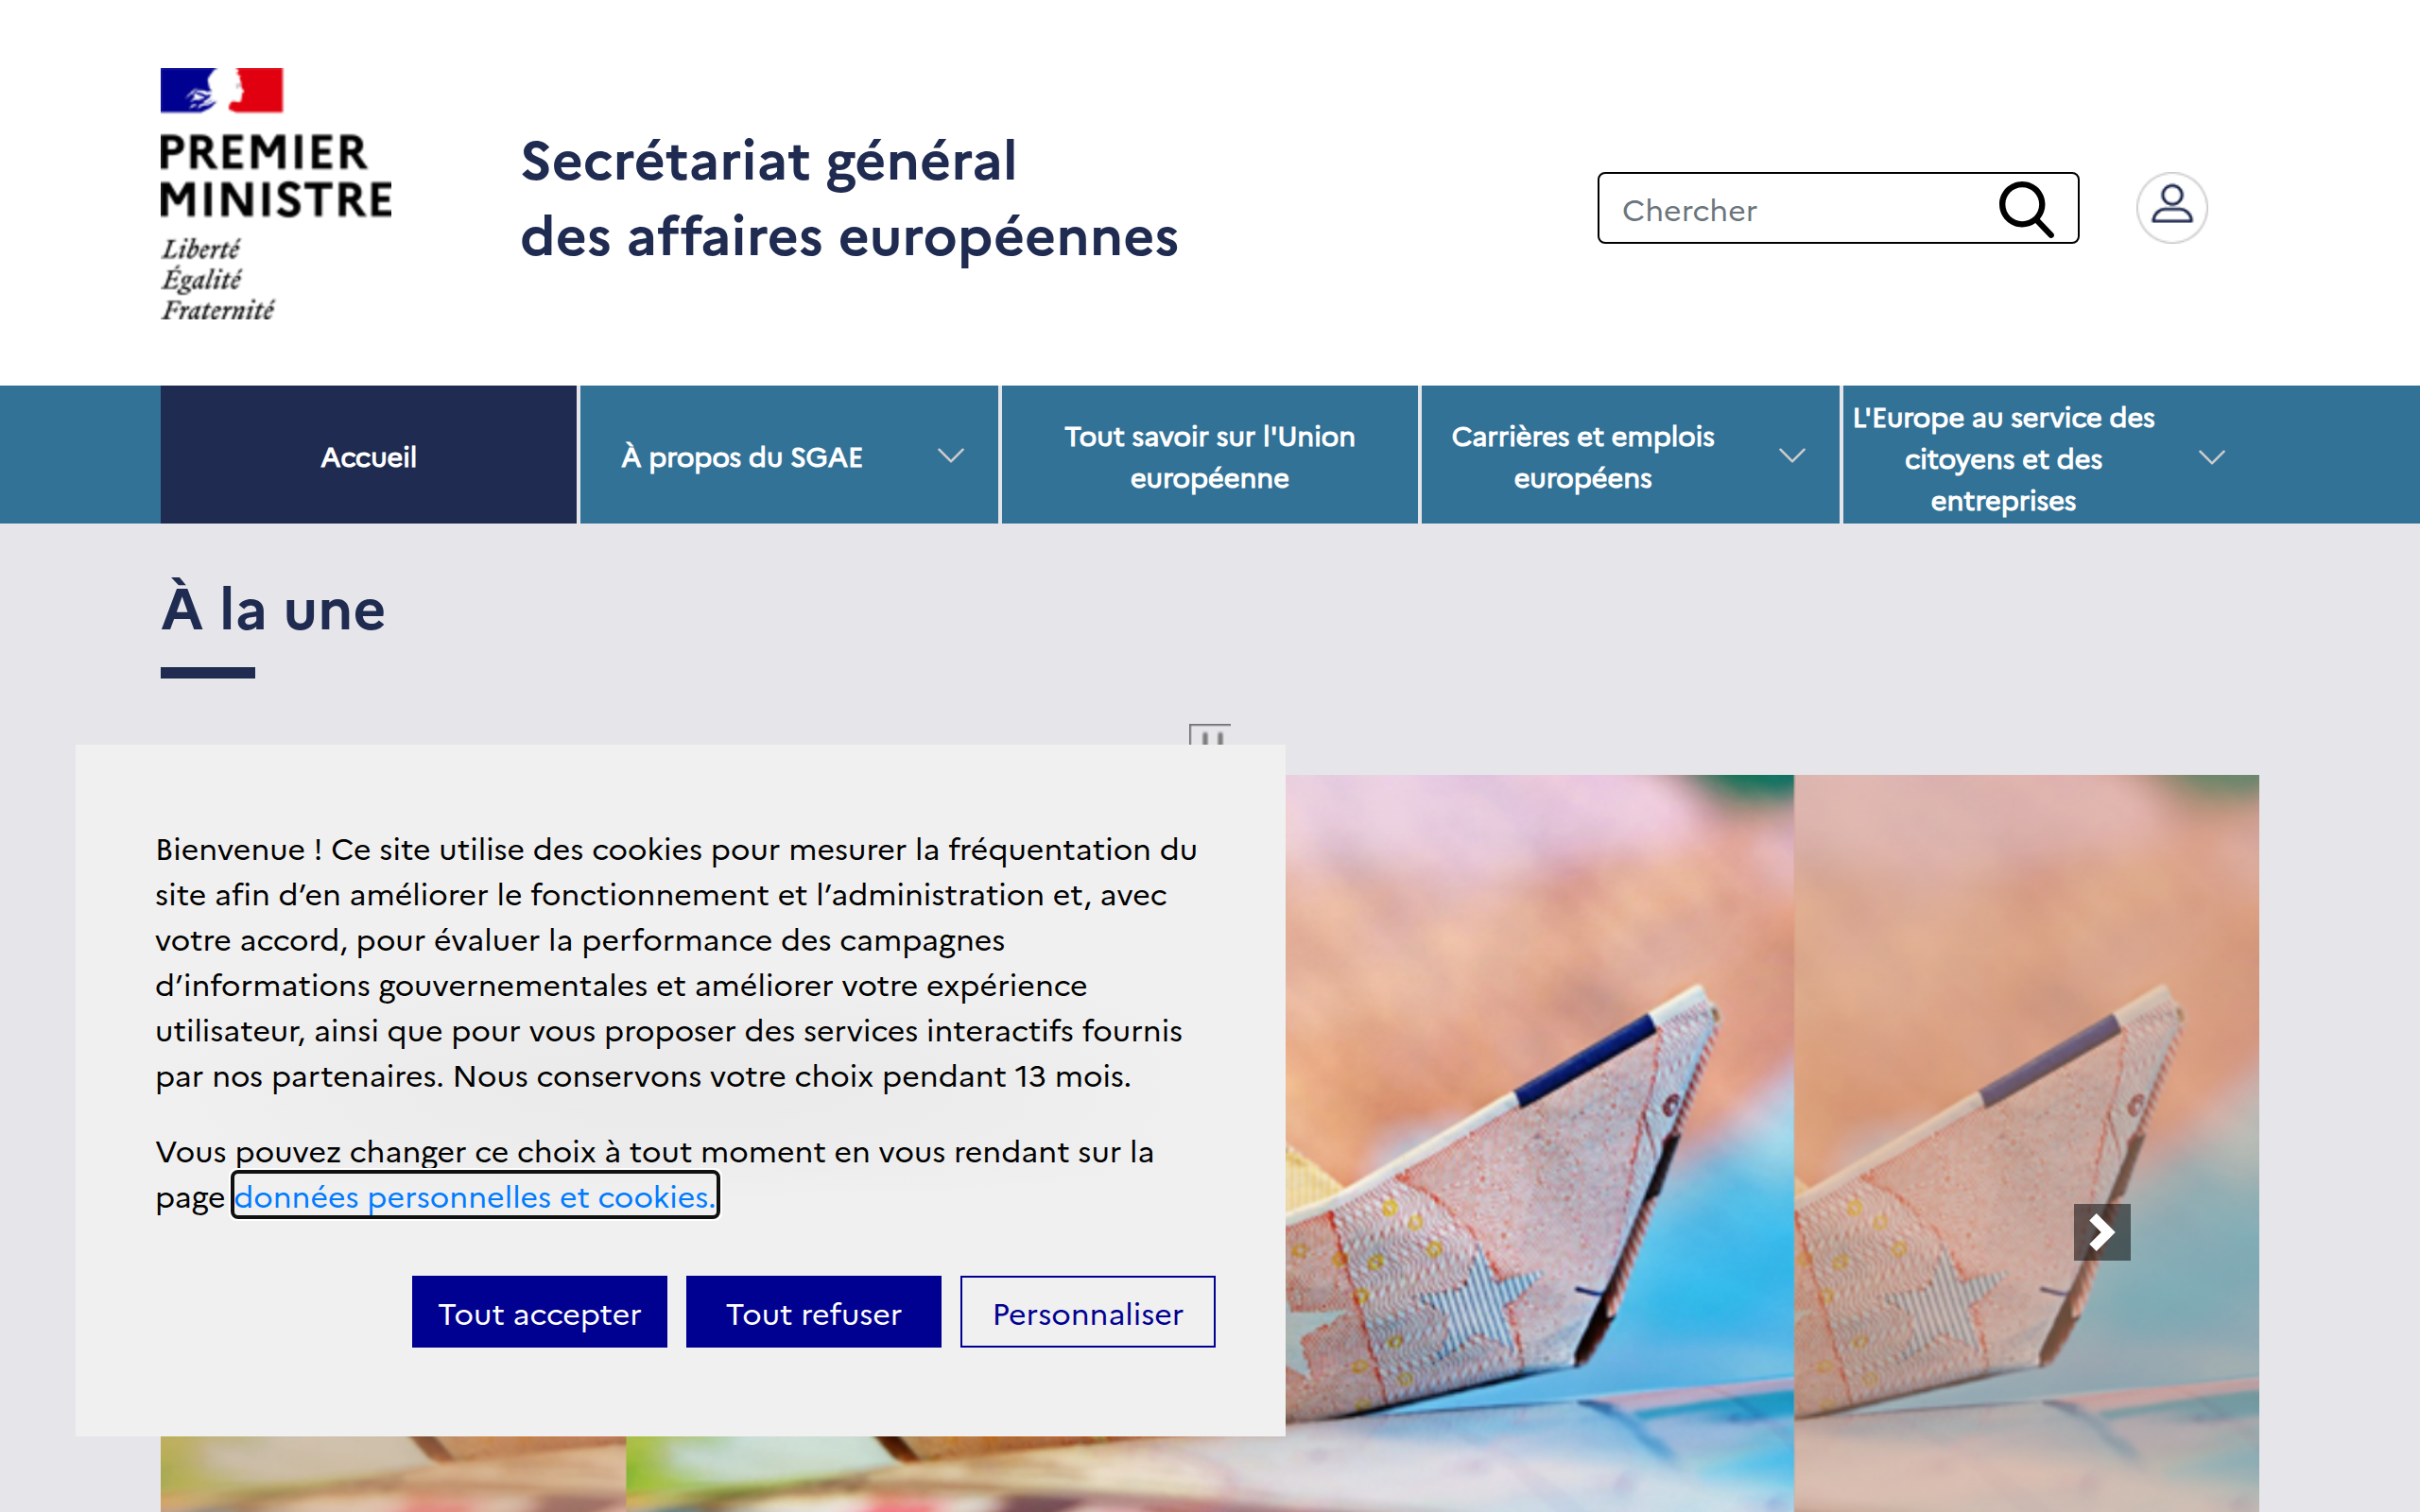 PREMIER
MINISTRE
Liberté
Égalité
Fraternité
Secrétariat général
des affaires européennes
Chercher
Accueil
À propos du SGAE
Tout savoir sur l'Union
européenne
Carrières et emplois
européens
L'Europe au service des
citoyens et des
entreprises
À la une
Bienvenue ! Ce site utilise des cookies pour mesurer la fréquentation du
site afin d’en améliorer le fonctionnement et l’administration et, avec
votre accord, pour évaluer la performance des campagnes
d’informations gouvernementales et améliorer votre expérience
utilisateur, ainsi que pour vous proposer des services interactifs fournis
par nos partenaires. Nous conservons votre choix pendant 13 mois.
Vous pouvez changer ce choix à tout moment en vous rendant sur la
page données personnelles et cookies.
Tout accepter
Tout refuser
Personnaliser